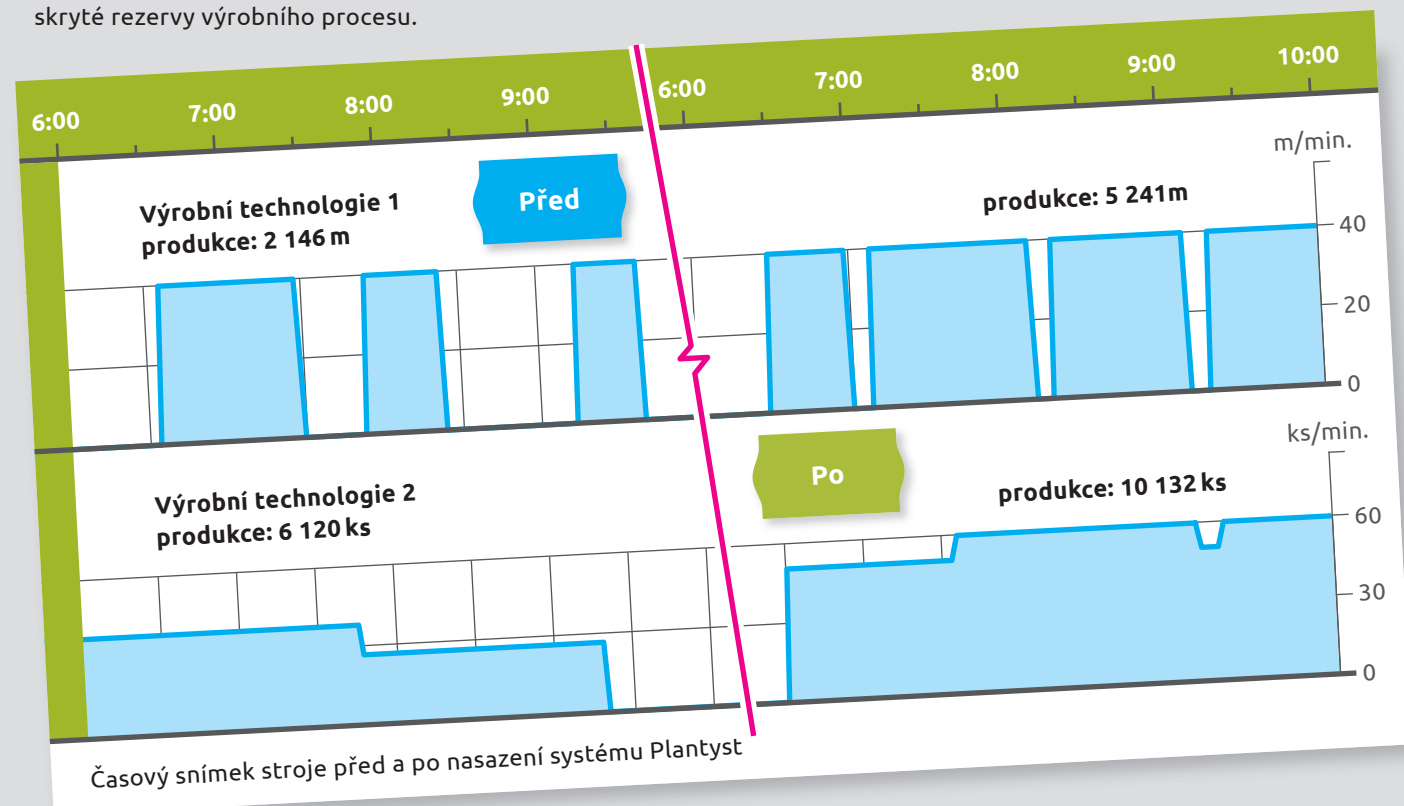 skryté rezervy výrobního procesu.
6:00 7:00 8:00 9:00 6:00 7:00 8:00 9:00 10:00
Výrobní technologie 1
produkce: 2 146 m
Před
produkce: 5 241m
m/min.
40
20
0
Výrobní technologie 2
produkce: 6 120 ks
Po
produkce: 10 132 ks
ks/min.
60
30
0
Časový snímek stroje před a po nasazení systému Plantyst